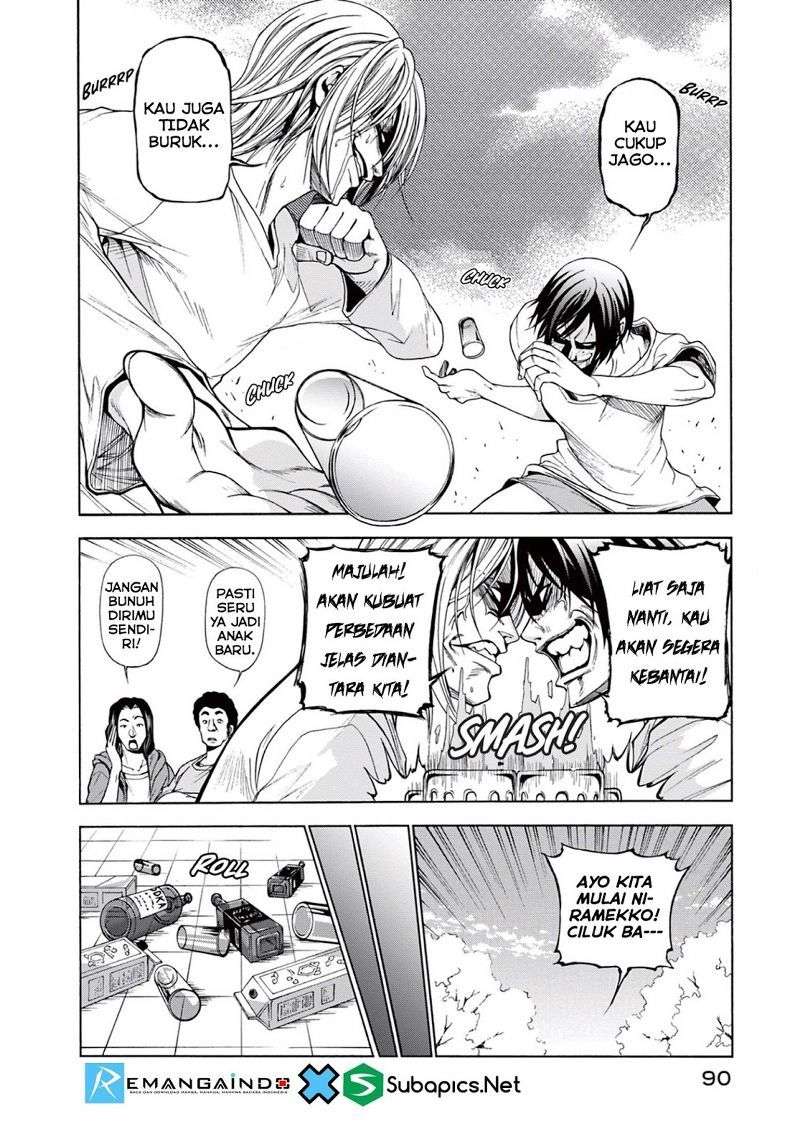 BURRRP
KAU
CUKUP
JAGO...
BURRRP
KAU JUGA
TIDAK
BURUK...
CHUCK
CHUCK
LIAT SAJA
NANTI, KAU
AKAN SEGERA
KEBANTAI!
MAJULAH!
AKAN KUBUAT
PERBEDAAN
JELAS DIAN-
TARA KITA!
SMASH!
PASTI
SERU
YA JADI
ANAK
BARU.
JANGAN
BUNUH
DIRIMU
SENDI-
RI!
AYO KITA
MULAI NI-
RAMEKKO!
CILUK BA---
ROLL
90
REMANGAINDO
Subapics.Net